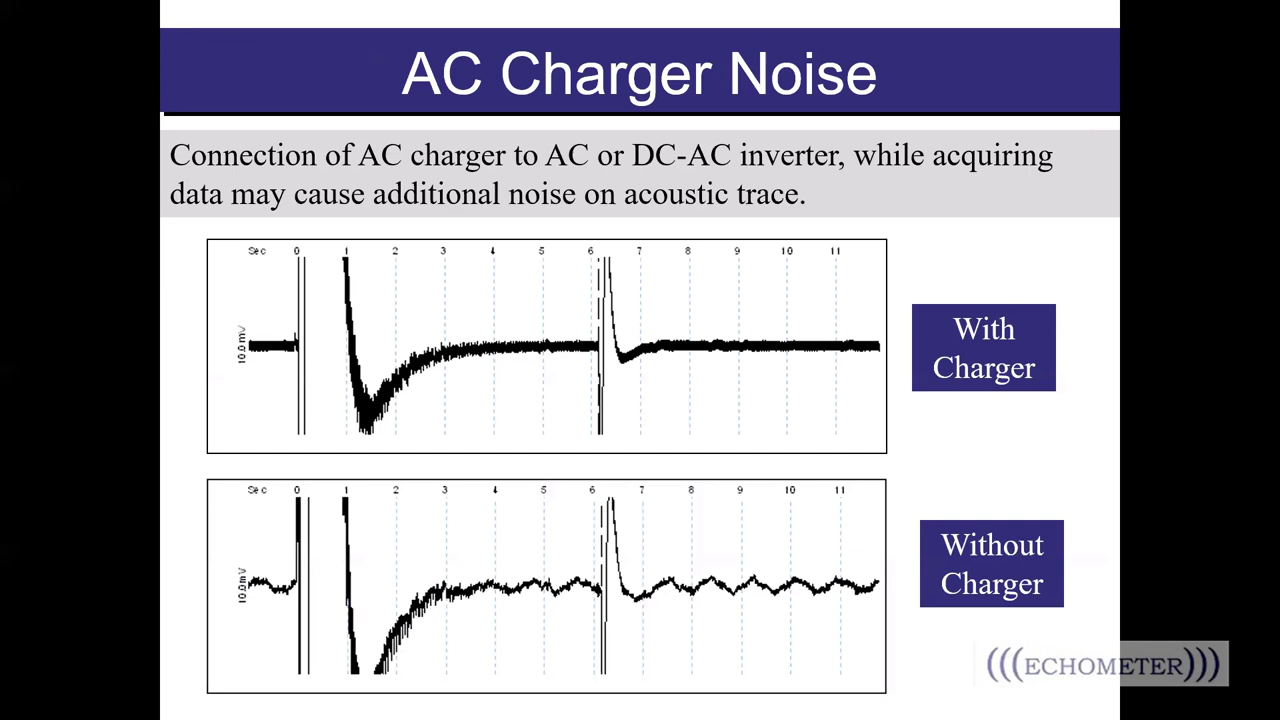 AC Charger Noise
Connection of AC charger to AC or DC-AC inverter, while acquiring
data may cause additional noise on acoustic trace.
Sec 0 1 2 3 4 5 6 7 8 9 10 11
10.0 mV
With
Charger
Sec 0 1 2 3 4 5 6 7 8 9 10 11
10.0 mV
Without
Charger
(((ECHOMETER)))